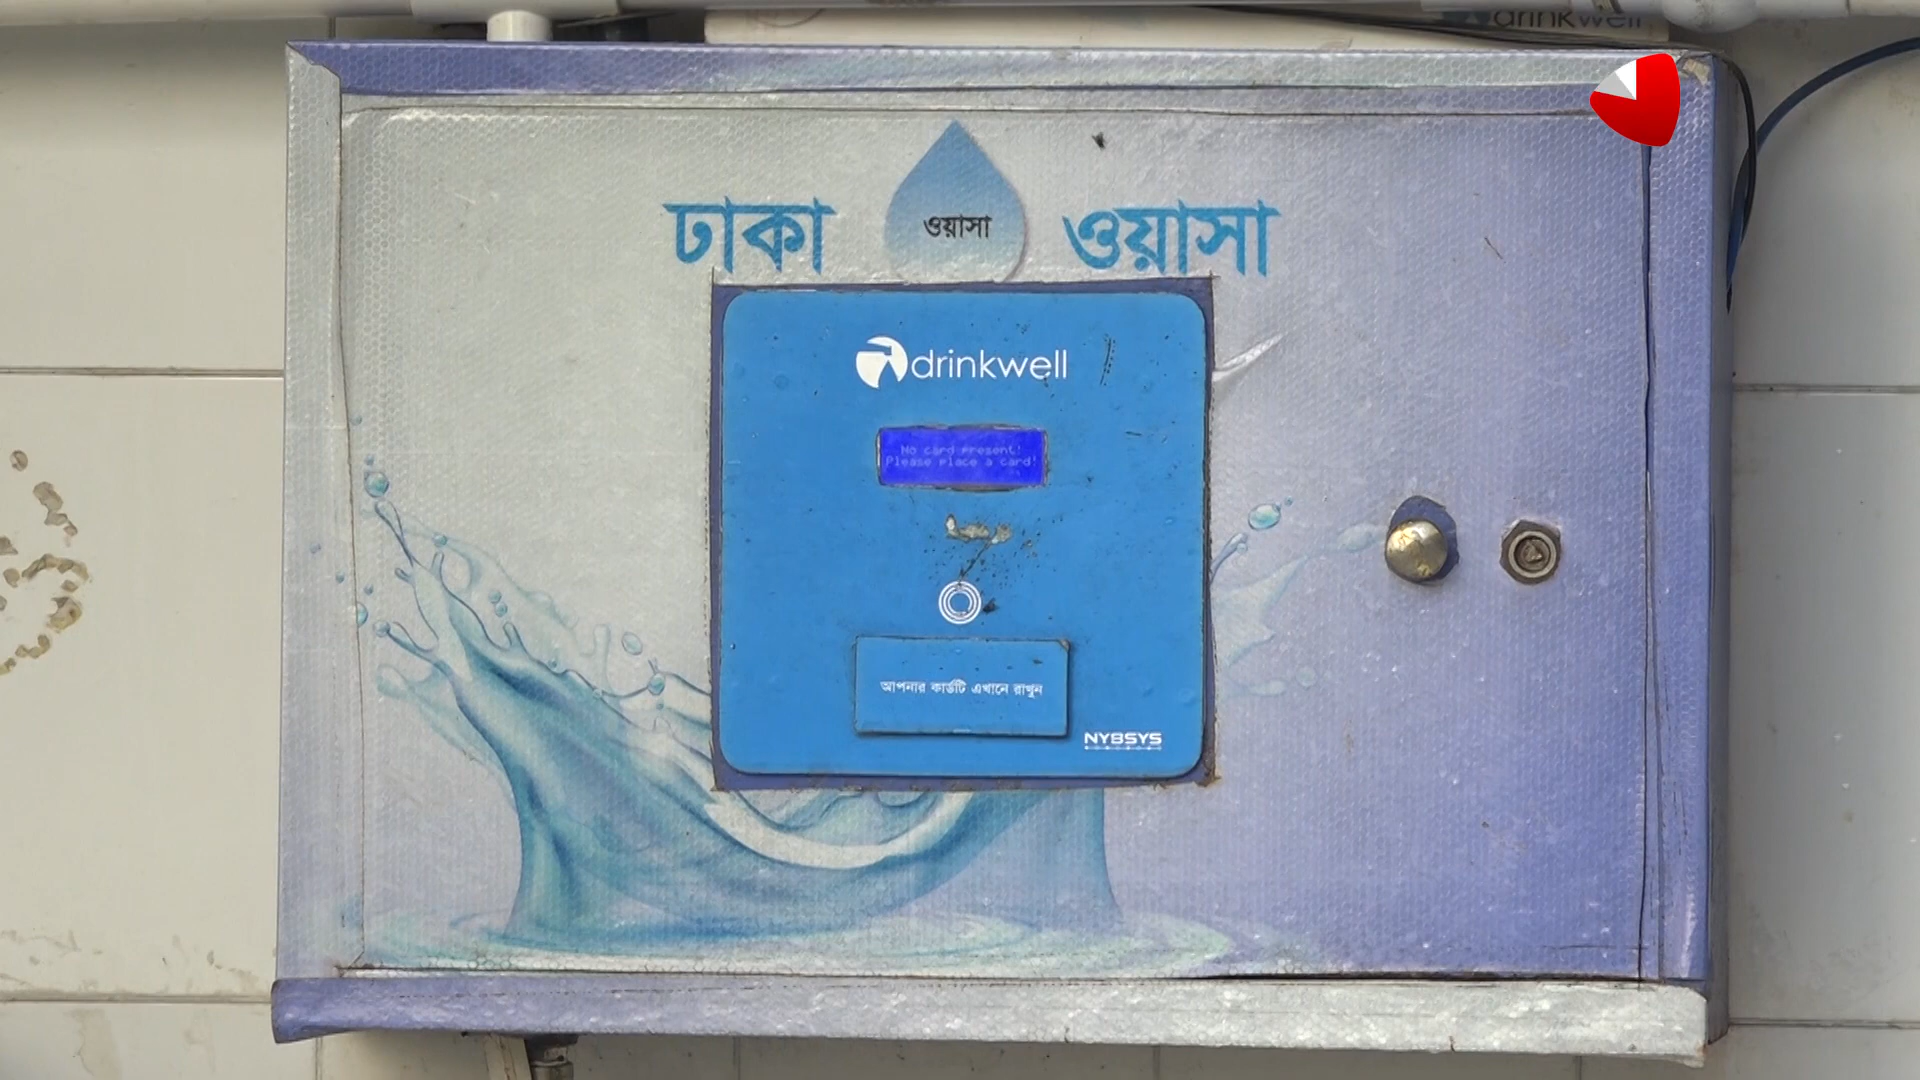 drinkwell
ঢাকা ওয়াসা ওয়াসা
drinkwell
No card present!
Please place a card!
আপনার কার্ডটি এখানে রাখুন
NYBSYS